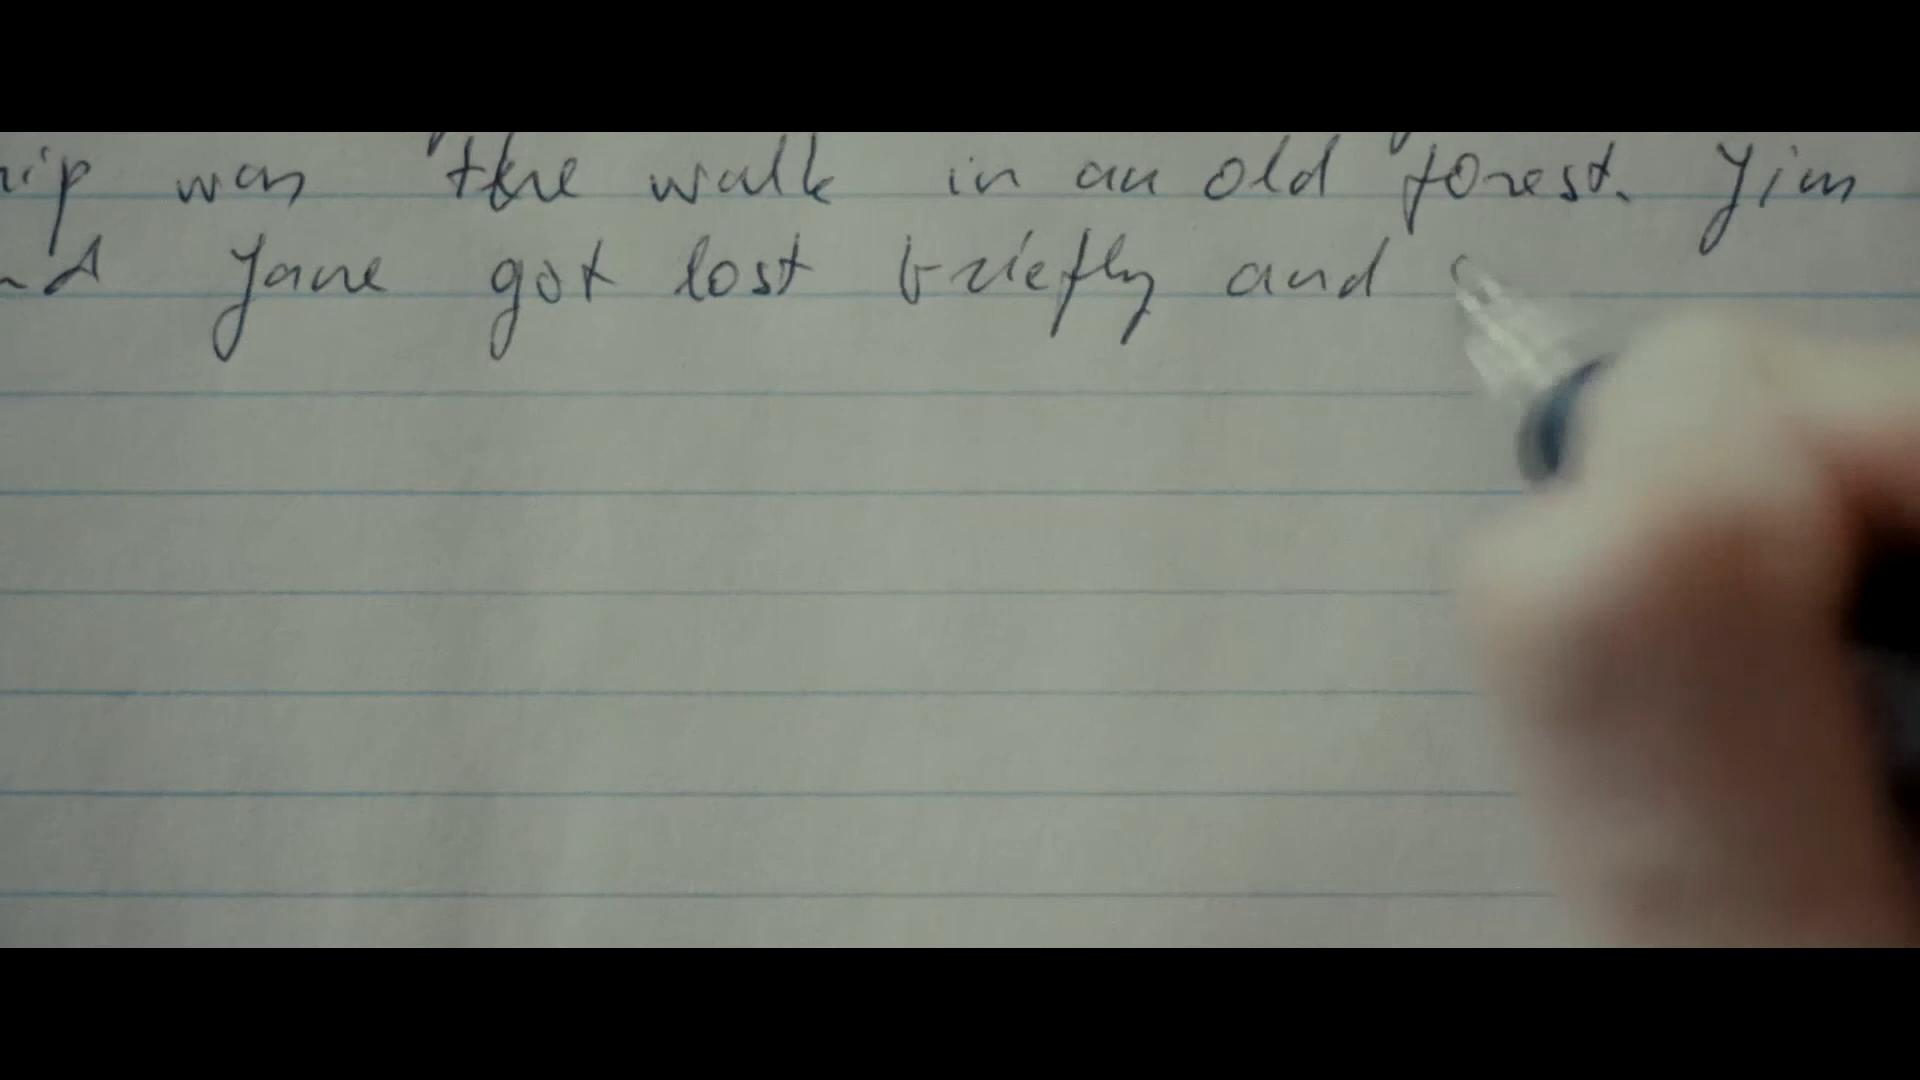 was the walk in an old forest. Jim
Jane got lost briefly and